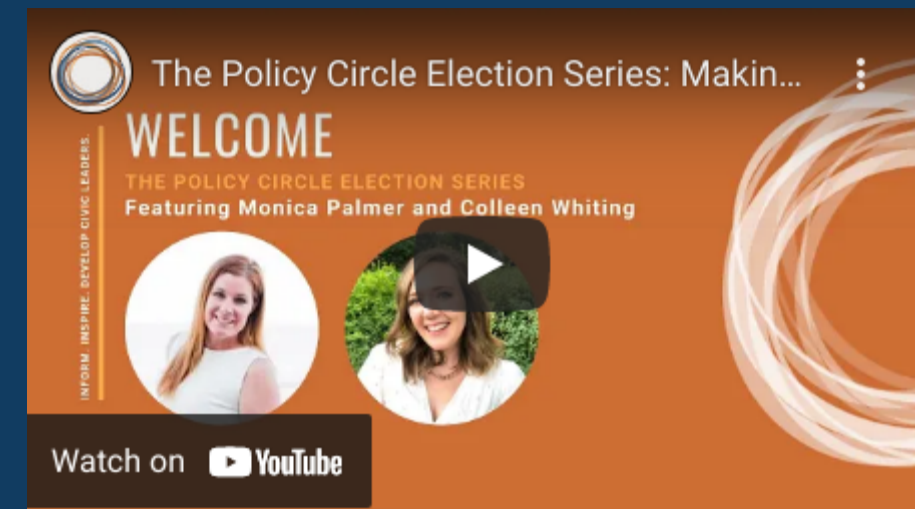 The Policy Circle Election Series: Makin...
WELCOME
THE POLICY CIRCLE ELECTION SERIES
Featuring Monica Palmer and Colleen Whiting
INFORM. INSPIRE. DEVELOP CIVIC LEADERS.
Watch on YouTube